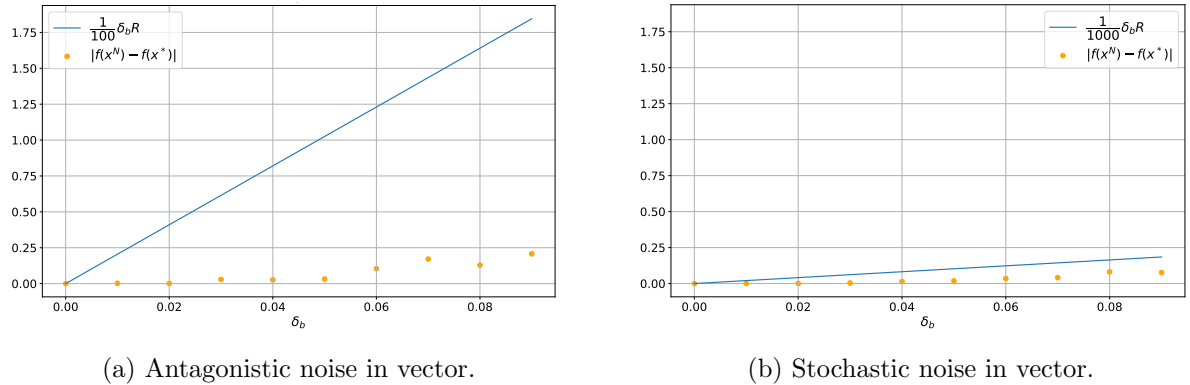 1.75
1.50
1.25
1.00
0.75
0.50
0.25
0.00
0.00 0.02 0.04 0.06 0.08
δ_b
1/100 δ_b R
|f(x^N) − f(x^*)|
(a) Antagonistic noise in vector.
1.75
1.50
1.25
1.00
0.75
0.50
0.25
0.00
0.00 0.02 0.04 0.06 0.08
δ_b
1/1000 δ_b R
|f(x^N) − f(x^*)|
(b) Stochastic noise in vector.